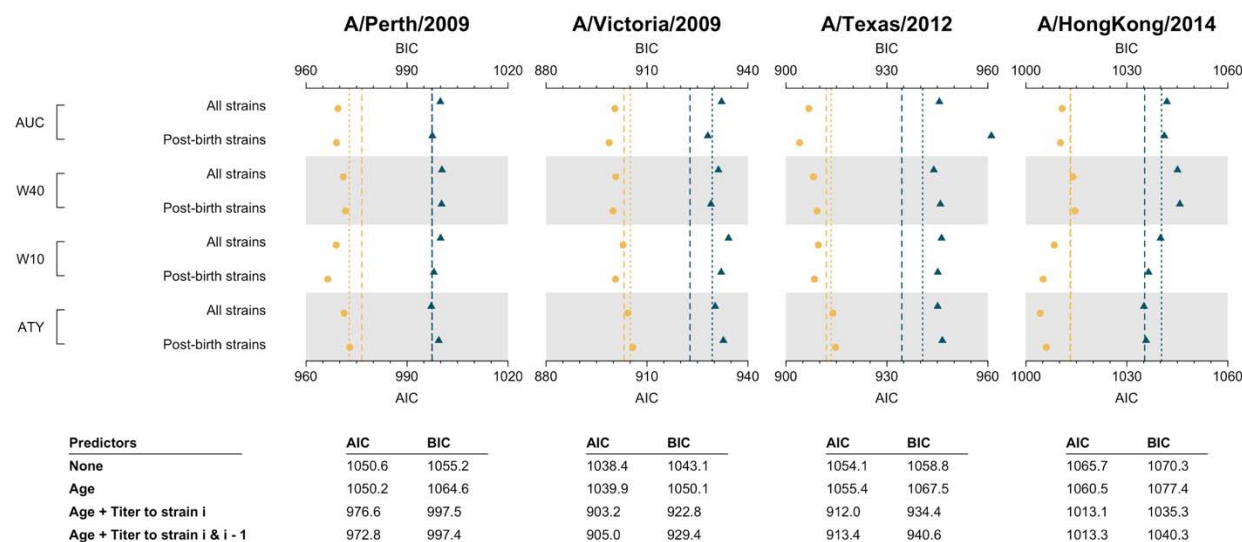 A/Perth/2009 A/Victoria/2009 A/Texas/2012 A/HongKong/2014
BIC BIC BIC BIC
960 990 1020 880 910 940 900 930 960 1000 1030 1060
All strains
AUC
Post-birth strains
All strains
W40
Post-birth strains
All strains
W10
Post-birth strains
All strains
ATY
Post-birth strains
960 990 1020 880 910 940 900 930 960 1000 1030 1060
AIC AIC AIC AIC
Predictors AIC BIC AIC BIC AIC BIC AIC BIC
None 1050.6 1055.2 1038.4 1043.1 1054.1 1058.8 1065.7 1070.3
Age 1050.2 1064.6 1039.9 1050.1 1055.4 1067.5 1060.5 1077.4
Age + Titer to strain i 976.6 997.5 903.2 922.8 912.0 934.4 1013.1 1035.3
Age + Titer to strain i & i - 1 972.8 997.4 905.0 929.4 913.4 940.6 1013.3 1040.3